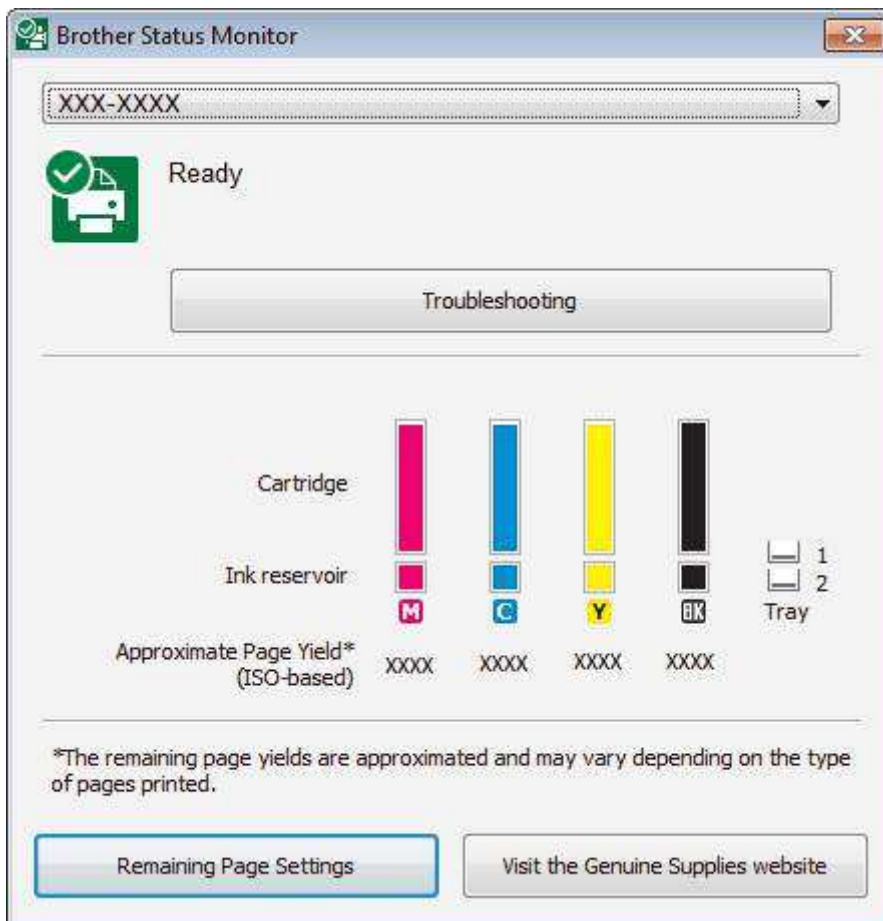 Brother Status Monitor
XXX-XXXX
Ready
Troubleshooting
Cartridge
Ink reservoir
1
2
M C Y BK Tray
Approximate Page Yield*
(ISO-based)
XXXX XXXX XXXX XXXX
*The remaining page yields are approximated and may vary depending on the type
of pages printed.
Remaining Page Settings
Visit the Genuine Supplies website